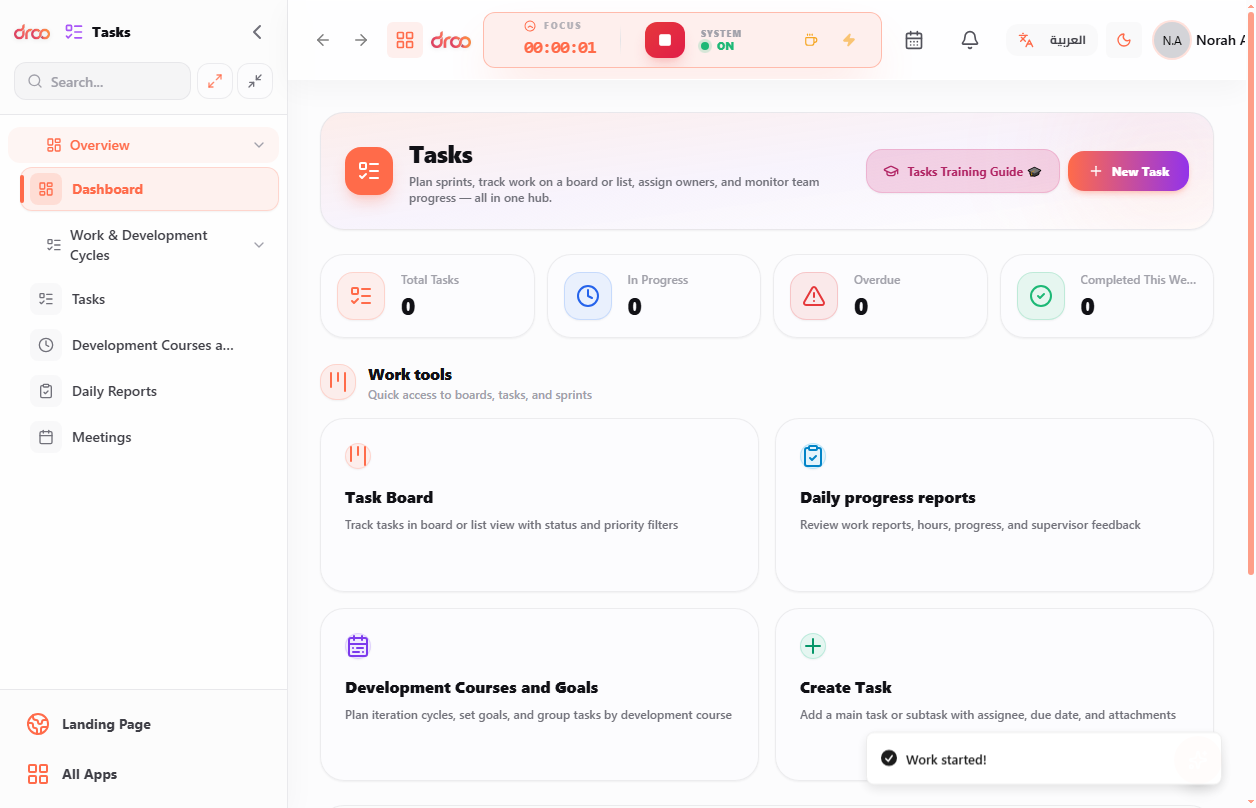 droo
Tasks
Search...
Overview
Dashboard
Work & Development
Cycles
Tasks
Development Courses a...
Daily Reports
Meetings
Landing Page
All Apps
droo
FOCUS
00:00:01
SYSTEM
ON
العربية
N.A
Norah A
Tasks
Plan sprints, track work on a board or list, assign owners, and monitor team
progress — all in one hub.
Tasks Training Guide 🎓
+ New Task
Total Tasks
0
In Progress
0
Overdue
0
Completed This We...
0
Work tools
Quick access to boards, tasks, and sprints
Task Board
Track tasks in board or list view with status and priority filters
Daily progress reports
Review work reports, hours, progress, and supervisor feedback
Development Courses and Goals
Plan iteration cycles, set goals, and group tasks by development course
Create Task
Add a main task or subtask with assignee, due date, and attachments
Work started!